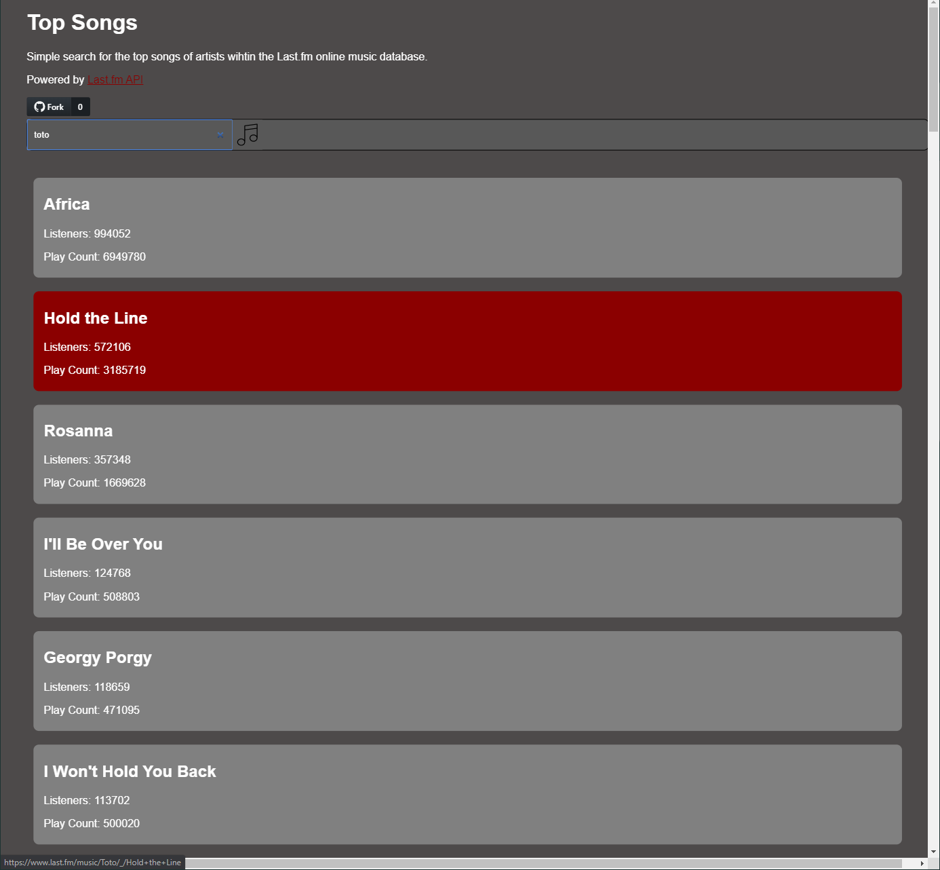 Top Songs
Simple search for the top songs of artists wihtin the Last.fm online music database.
Powered by Last fm API
Fork 0
toto
Africa
Listeners: 994052
Play Count: 6949780
Hold the Line
Listeners: 572106
Play Count: 3185719
Rosanna
Listeners: 357348
Play Count: 1669628
I'll Be Over You
Listeners: 124768
Play Count: 508803
Georgy Porgy
Listeners: 118659
Play Count: 471095
I Won't Hold You Back
Listeners: 113702
Play Count: 500020
https://www.last.fm/music/Toto/_/Hold+the+Line